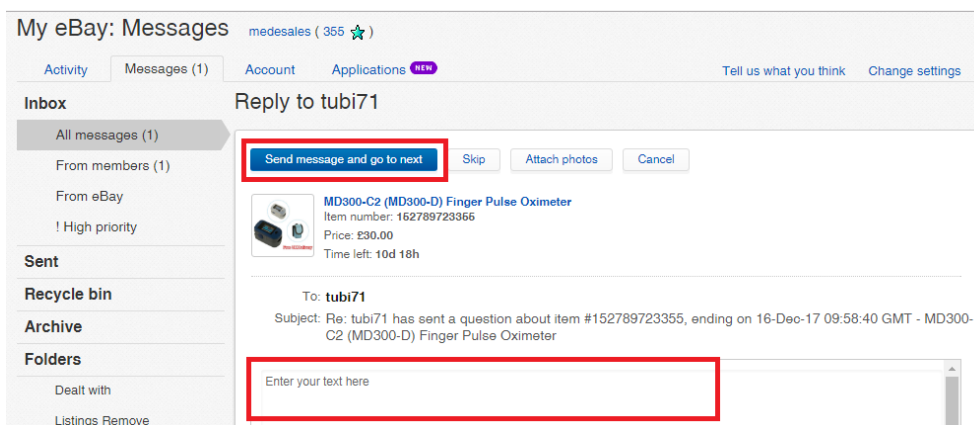 My eBay: Messages medesales ( 355 )
Activity Messages (1) Account Applications NEW Tell us what you think Change settings
Inbox
All messages (1)
From members (1)
From eBay
! High priority
Sent
Recycle bin
Archive
Folders
Dealt with
Listings Remove
Reply to tubi71
Send message and go to next Skip Attach photos Cancel
MD300-C2 (MD300-D) Finger Pulse Oximeter
Item number: 152789723355
Price: £30.00
Time left: 10d 18h
To: tubi71
Subject: Re: tubi71 has sent a question about item #152789723355, ending on 16-Dec-17 09:58:40 GMT - MD300-
C2 (MD300-D) Finger Pulse Oximeter
Enter your text here